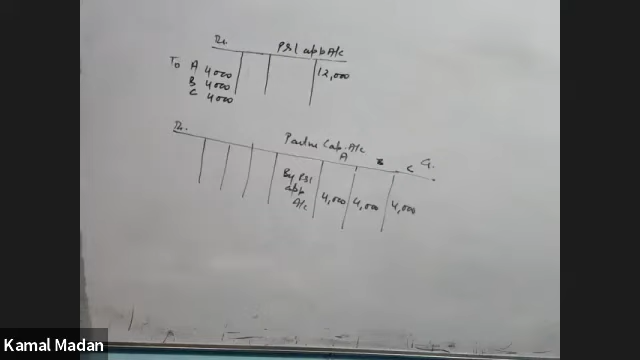 Dr. P&L app A/c
To A 4000 12,000
B 4000
C 4000
Dr. Partner Cap. A/c Cr.
A B C
By P&L
app
A/c 4,000 4,000 4,000
Kamal Madan